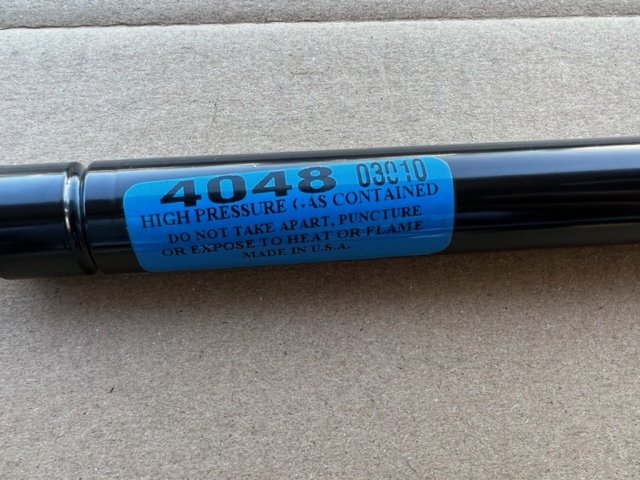 4048 03010
HIGH PRESSURE GAS CONTAINED
DO NOT TAKE APART, PUNCTURE
OR EXPOSE TO HEAT OR FLAME
MADE IN U.S.A.